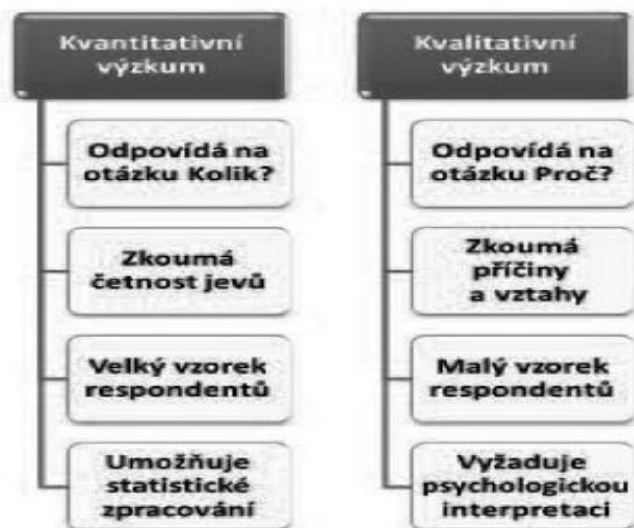 Kvantitativní
výzkum
Odpovídá na
otázku Kolik?
Zkoumá
četnost jevů
Velký vzorek
respondentů
Umožňuje
statistické
zpracování
Kvalitativní
výzkum
Odpovídá na
otázku Proč?
Zkoumá
příčiny
a vztahy
Malý vzorek
respondentů
Vyžaduje
psychologickou
interpretaci